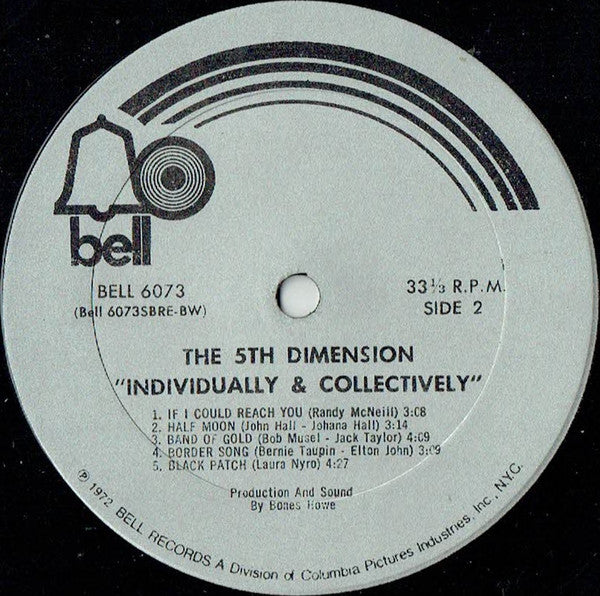 bell
BELL 6073
(Bell 6073SBRE-BW)
33⅓ R.P.M.
SIDE 2
THE 5TH DIMENSION
"INDIVIDUALLY & COLLECTIVELY"
1. IF I COULD REACH YOU (Randy McNeill) 3:08
2. HALF MOON (John Hall - Johana Hall) 3:14
3. BAND OF GOLD (Bob Musel - Jack Taylor) 4:09
4. BORDER SONG (Bernie Taupin - Elton John) 3:09
5. BLACK PATCH (Laura Nyro) 4:27
Production And Sound
By Bones Howe
℗ 1972 BELL RECORDS A Division of Columbia Pictures Industries, Inc., N.Y.C.